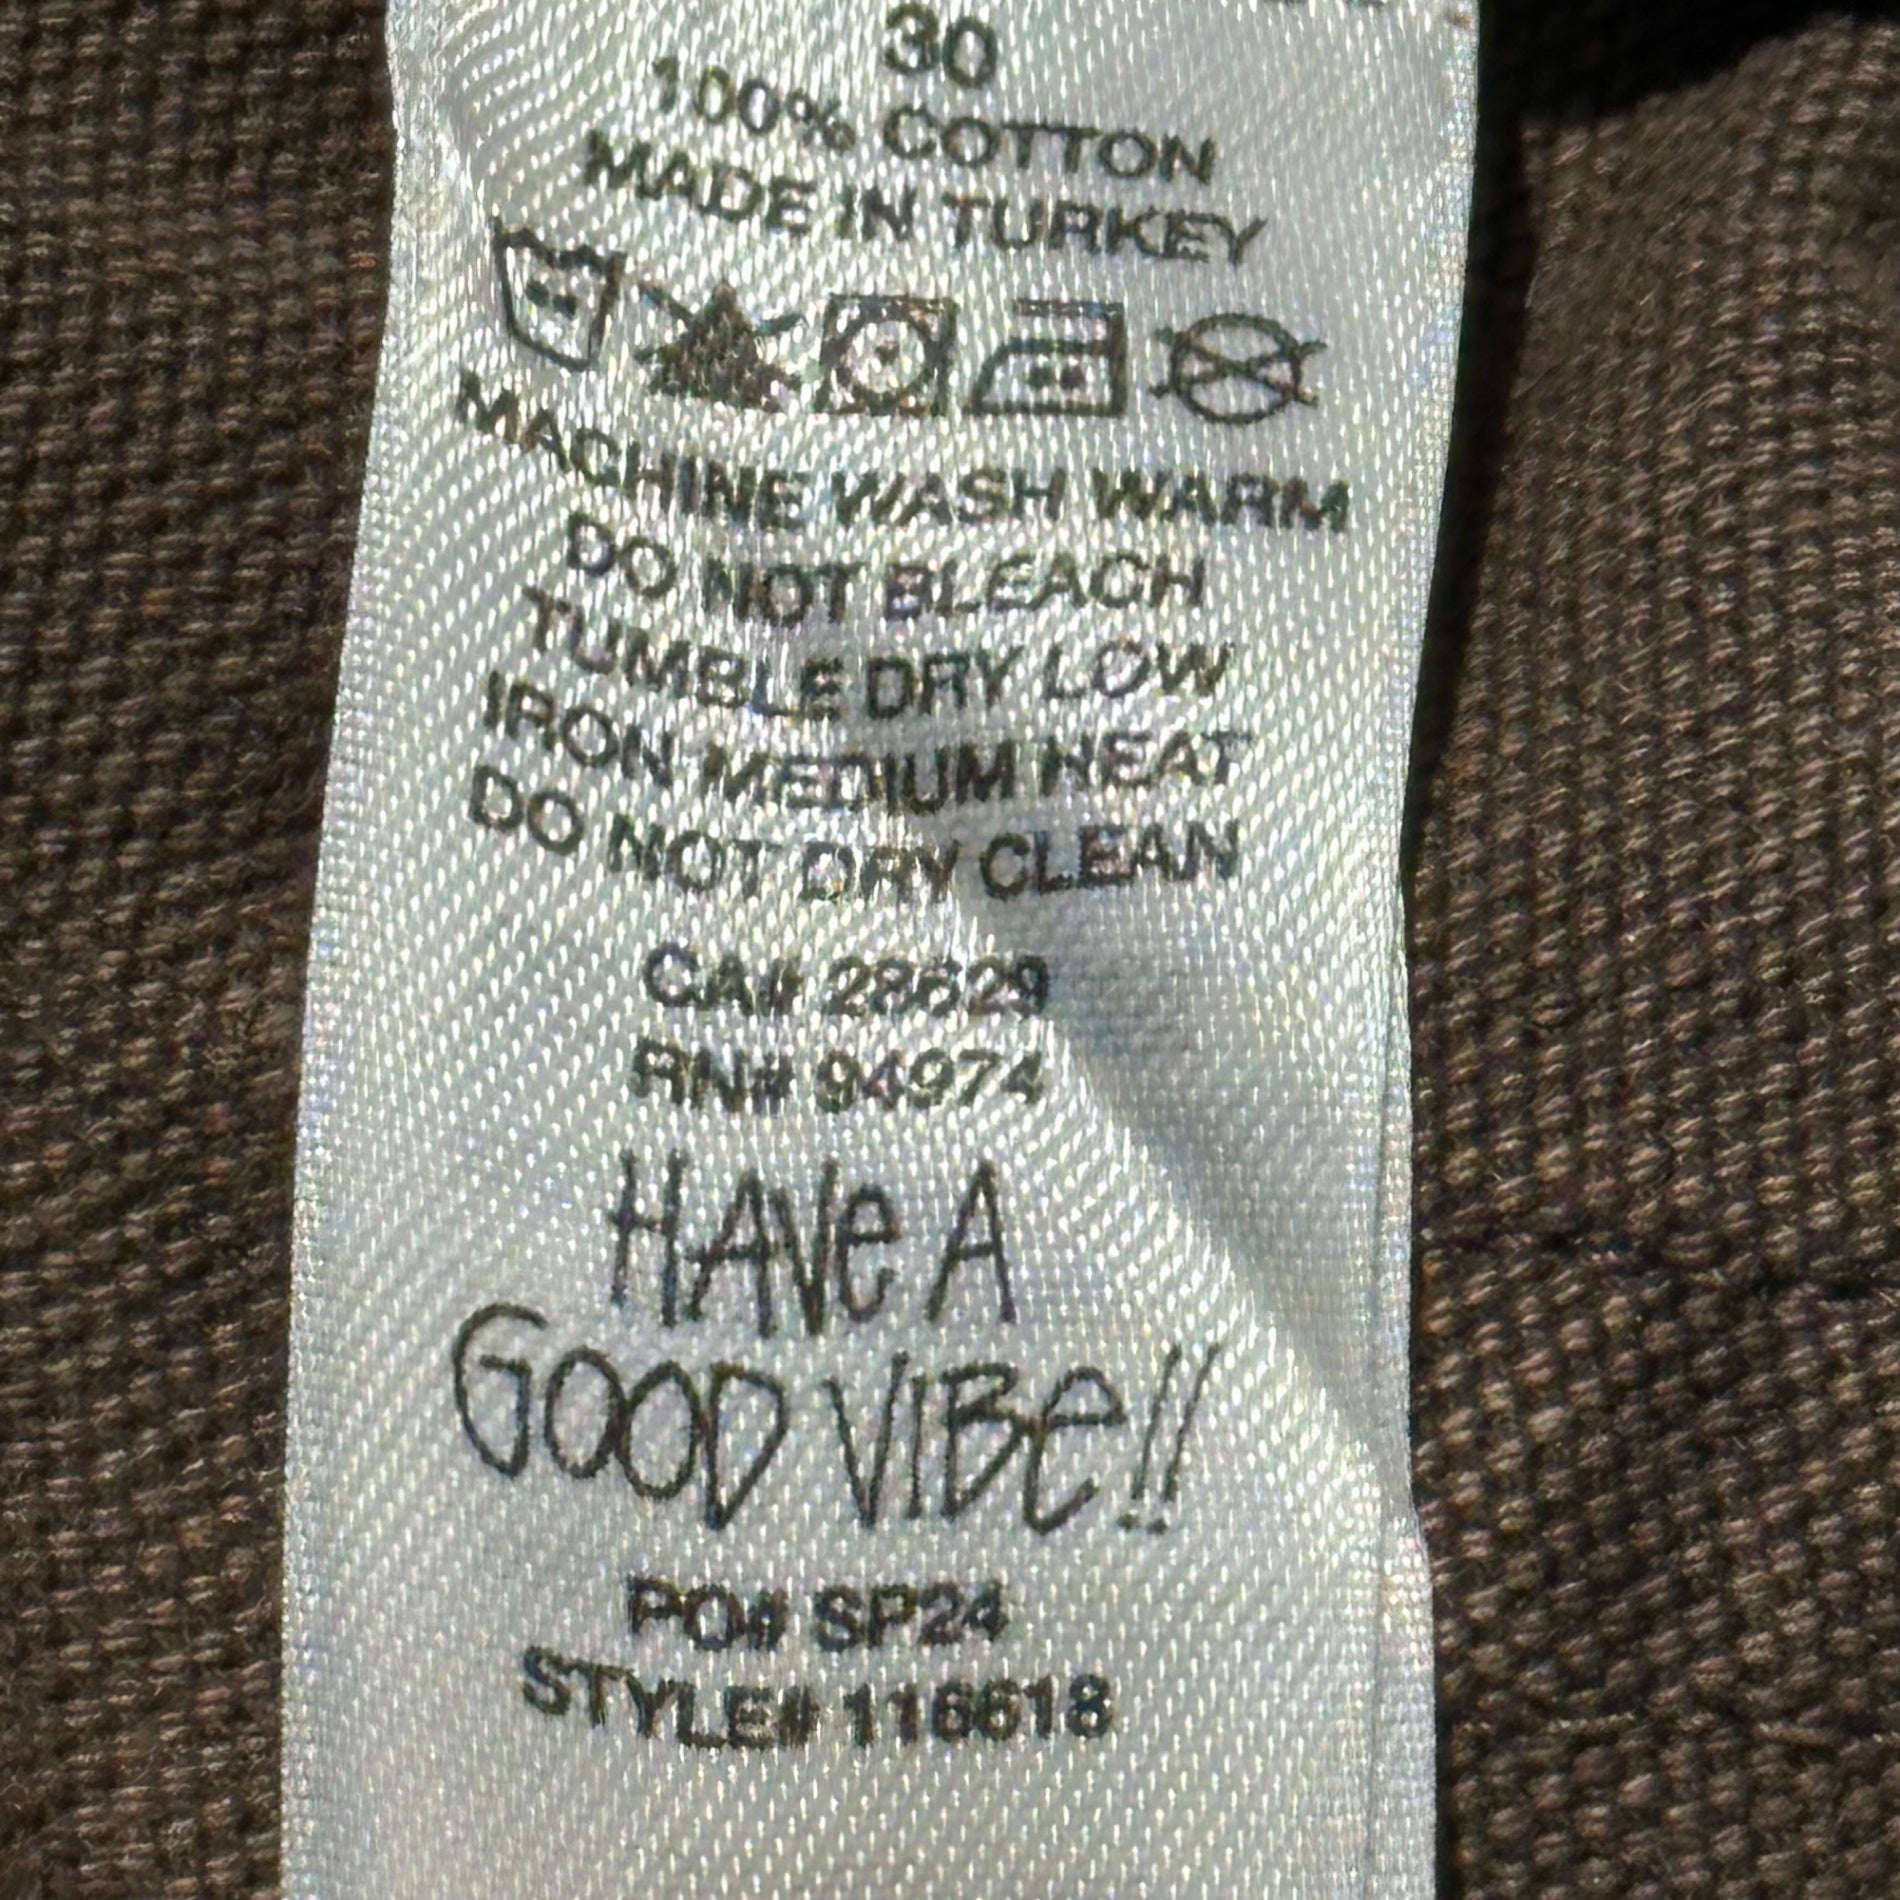 30
100% COTTON
MADE IN TURKEY
MACHINE WASH WARM
DO NOT BLEACH
TUMBLE DRY LOW
IRON MEDIUM HEAT
DO NOT DRY CLEAN
CA# 28629
RN# 94974
HAVe A
GOOD VIBe!!
PO# SP24
STYLE# 116618